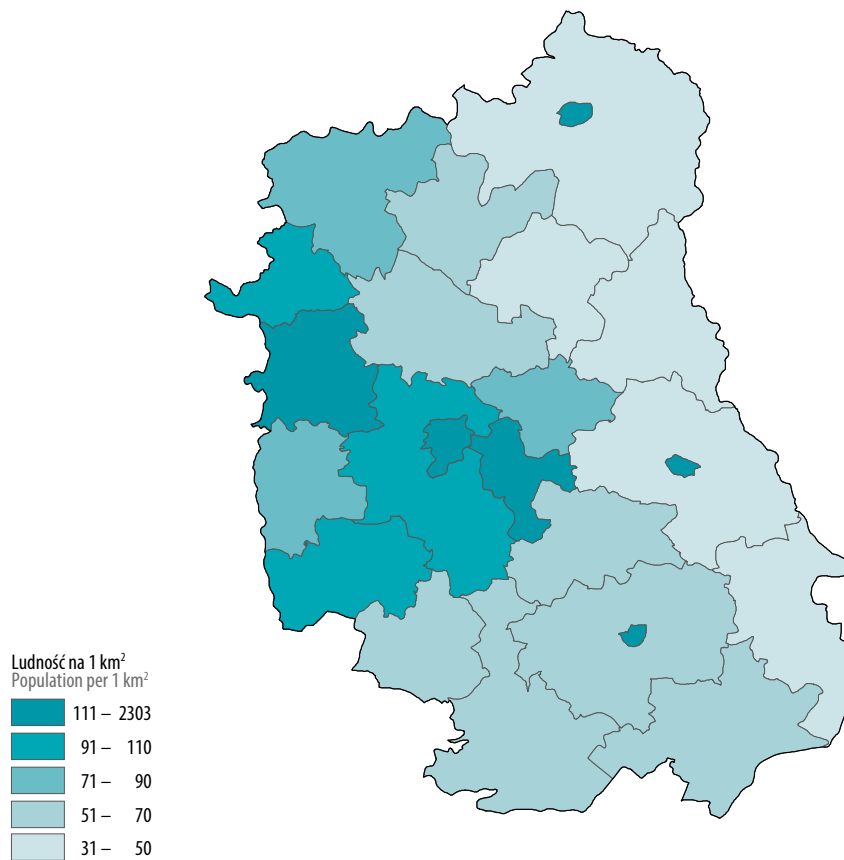 Ludność na 1 km²
Population per 1 km²
111 – 2303
91 – 110
71 – 90
51 – 70
31 – 50